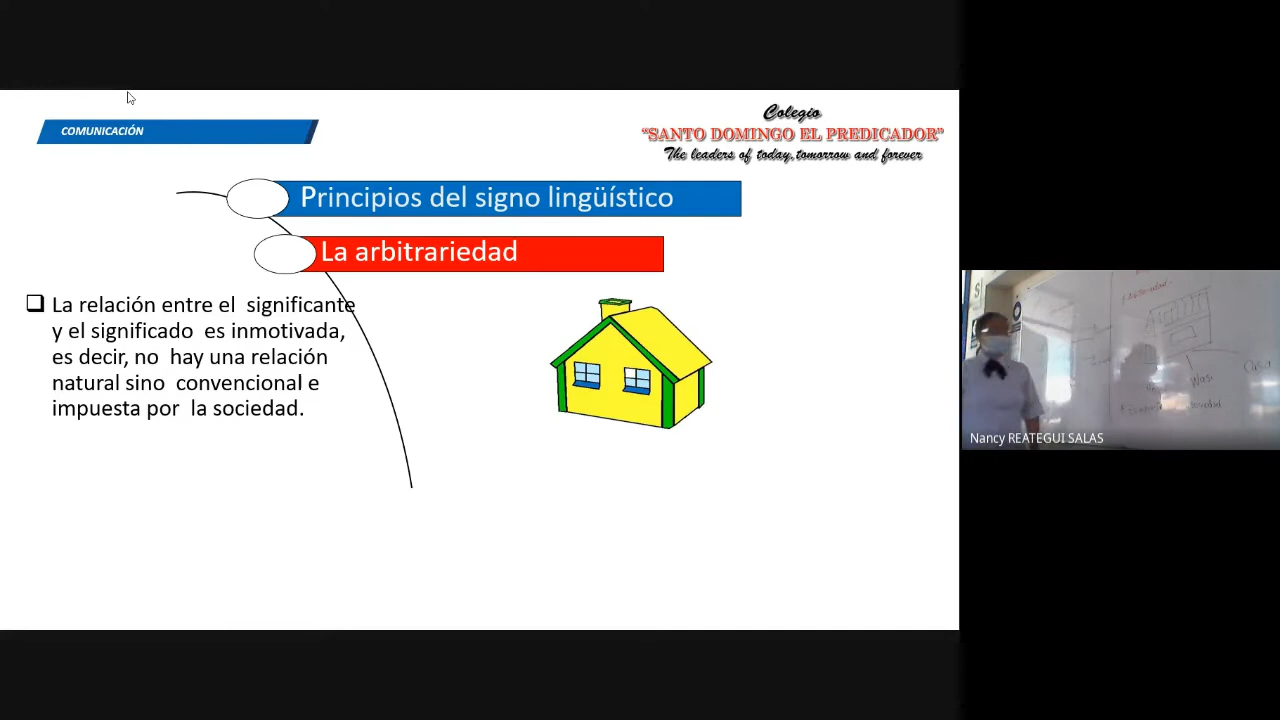 COMUNICACIÓN
Colegio
“SANTO DOMINGO EL PREDICADOR”
The leaders of today, tomorrow and forever
Principios del signo lingüístico
La arbitrariedad
La relación entre el significante
y el significado es inmotivada,
es decir, no hay una relación
natural sino convencional e
impuesta por la sociedad.
S
Wasi
Casa
Nancy REATEGUI SALAS